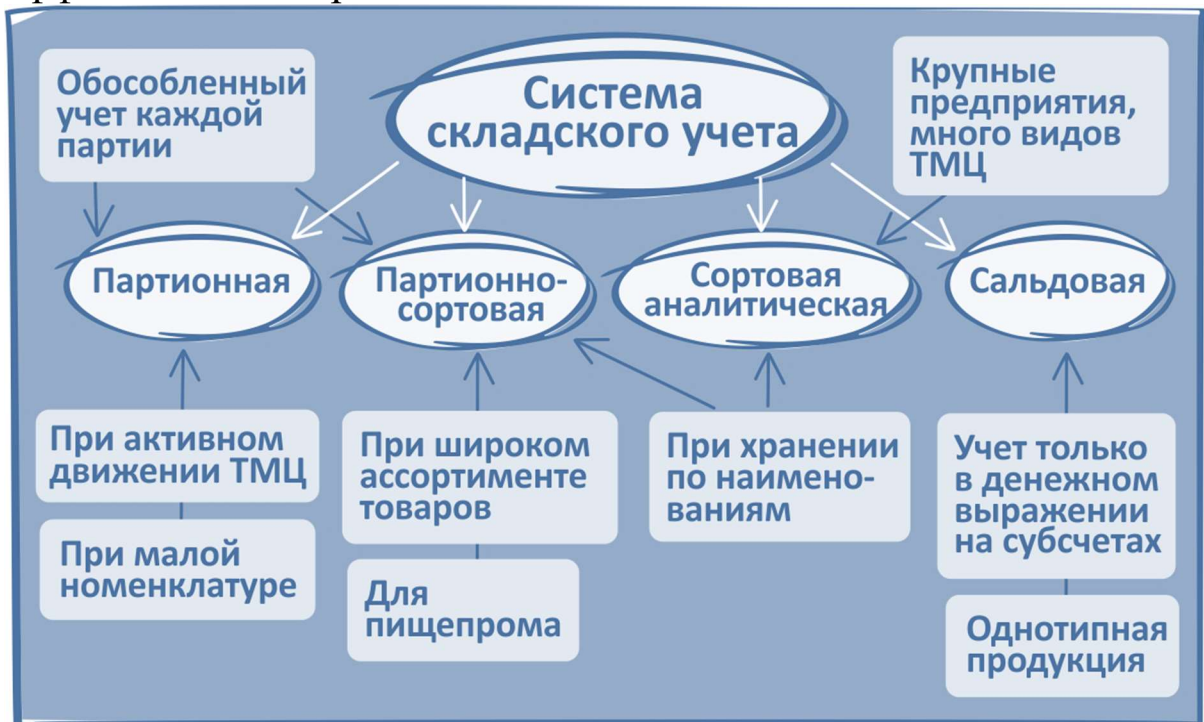 Обособленный
учет каждой
партии
Система
складского учета
Крупные
предприятия,
много видов
ТМЦ
Партионная
Партионно-
сортовая
Сортовая
аналитическая
Сальдовая
При активном
движении ТМЦ
При малой
номенклатуре
При широком
ассортименте
товаров
Для
пищепрома
При хранении
по наимено-
ваниям
Учет только
в денежном
выражении
на субсчетах
Однотипная
продукция